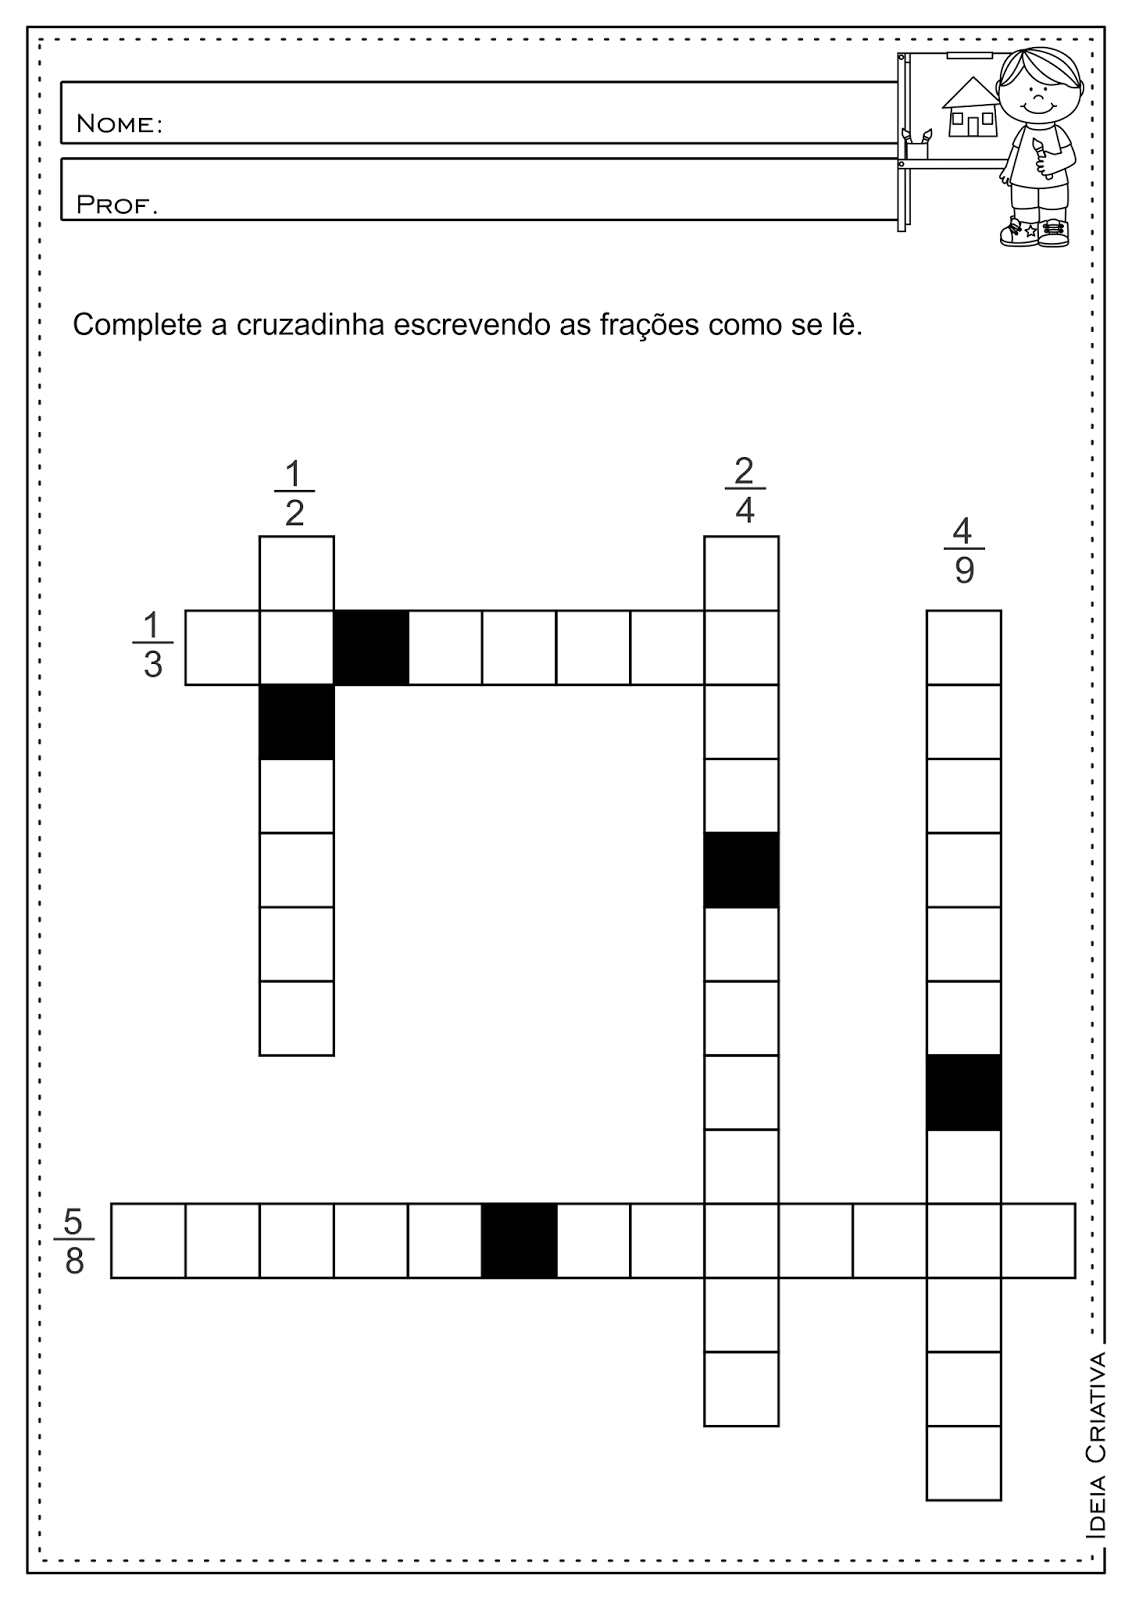 NOME:
PROF.
Complete a cruzadinha escrevendo as frações como se lê.
1
2
2
4
4
9
1
3
5
8
IDEIA CRIATIVA